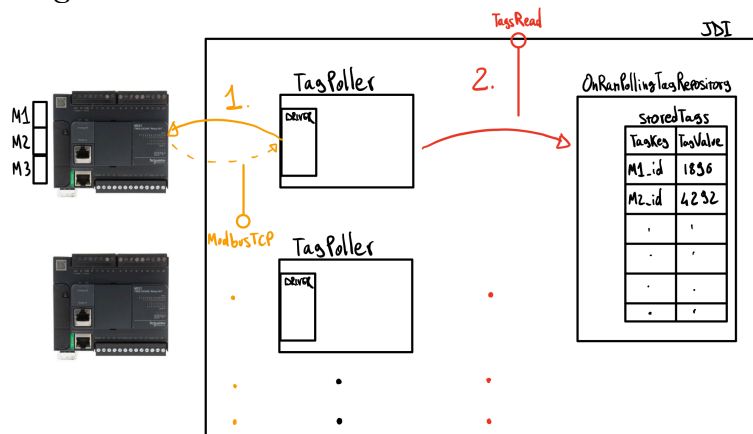 TagsRead
JDI
TagPoller
1.
2.
OnRamPollingTagRepository
DRIVER
StoredTags
TagKey TagValue
M1
M2
M3
M1_id 1896
M2_id 4292
ModbusTCP
TagPoller
DRIVER